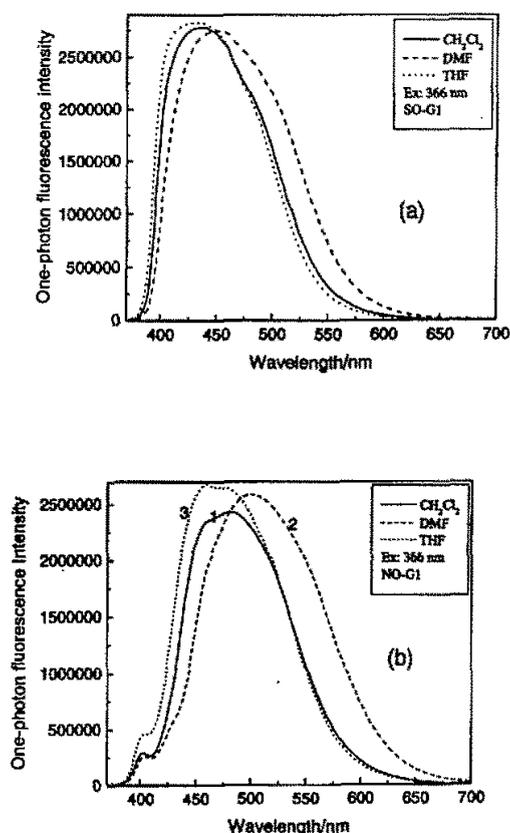 One-photon fluorescence intensity
2500000
2000000
1500000
1000000
500000
0
CH2Cl2
DMF
THF
Ex: 366 nm
SO-G1
(a)
400 450 500 550 600 650 700
Wavelength/nm
One-photon fluorescence Intensity
2500000
2000000
1500000
1000000
500000
0
3
1
2
CH2Cl2
DMF
THF
Ex: 366 nm
NO-G1
(b)
400 450 500 550 600 650 700
Wavelength/nm